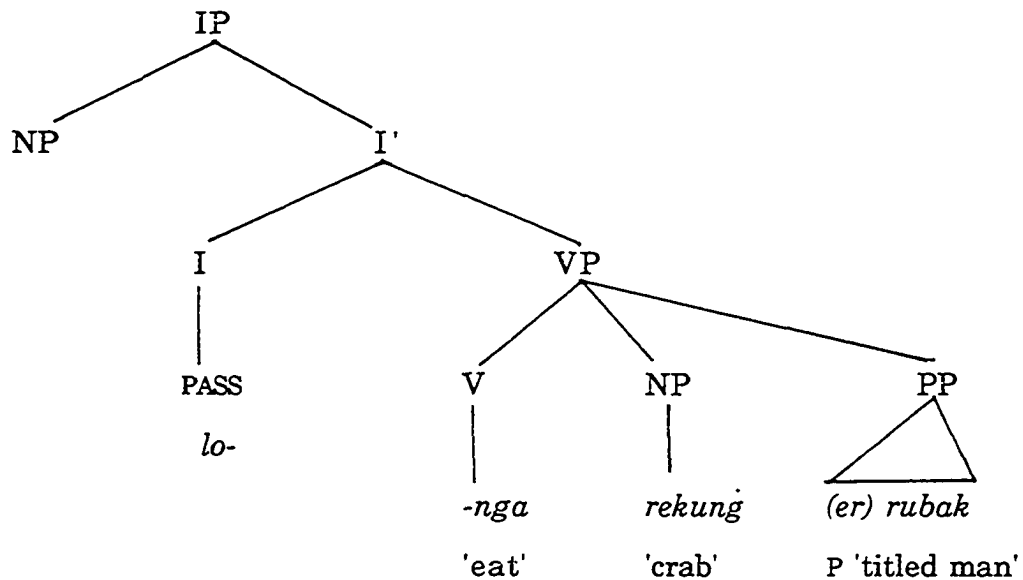 IP
NP I'
I VP
PASS V NP PP
lo-
-nga rekung (er) rubak
'eat' 'crab' P 'titled man'